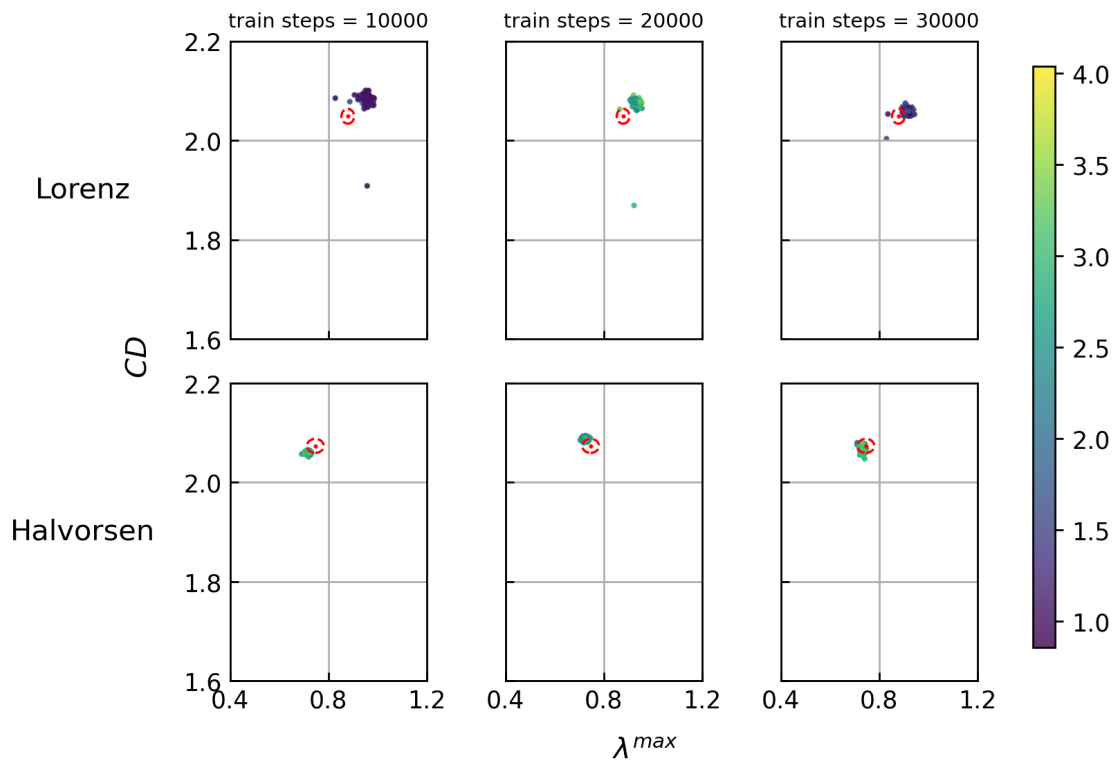 train steps = 10000 train steps = 20000 train steps = 30000
2.2
2.0
1.8
1.6
Lorenz
CD
2.2
2.0
1.8
1.6
Halvorsen
0.4 0.8 1.2 0.4 0.8 1.2 0.4 0.8 1.2
λ^max
4.0
3.5
3.0
2.5
2.0
1.5
1.0